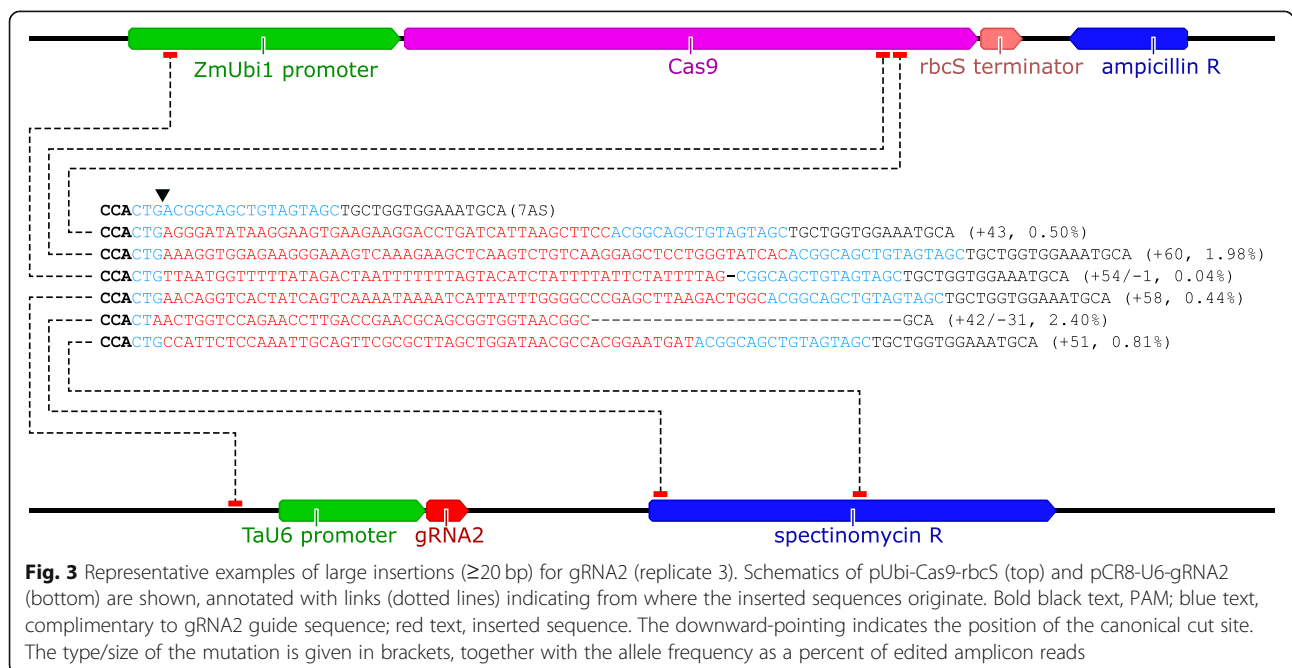 ZmUbi1 promoter
Cas9
rbcS terminator
ampicillin R
CCACTGACGGCAGCTGTAGTAGCTGCTGGTGGAAATGCA(7AS)
CCACTGAGGGATATAAGGAAGTGAAGAAGGACCTGATCATTAAGCTTCCACGGCAGCTGTAGTAGCTGCTGGTGGAAATGCA (+43, 0.50%)
CCACTGAAAGGTGGAGAAGGGAAAGTCAAAGAAGCTCAAGTCTGTCAAGGAGCTCCTGGGTATCACACGGCAGCTGTAGTAGCTGCTGGTGGAAATGCA (+60, 1.98%)
CCACTGTTAATGGTTTTTATAGACTAATTTTTTTAGTACATCTATTTTATTCTATTTTAG-CGGCAGCTGTAGTAGCTGCTGGTGGAAATGCA (+54/-1, 0.04%)
CCACTGAACAGGTCACTATCAGTCAAAATAAAATCATTATTTGGGGCCCGAGCTTAAGACTGGCACGGCAGCTGTAGTAGCTGCTGGTGGAAATGCA (+58, 0.44%)
CCACTAACTGGTCCAGAACCTTGACCGAACGCAGCGGTGGTAACGGC-------------------------------GCA (+42/-31, 2.40%)
CCACTGCCATTCTCCAAATTGCAGTTCGCGCTTAGCTGGATAACGCCACGGAATGATACGGCAGCTGTAGTAGCTGCTGGTGGAAATGCA (+51, 0.81%)
TaU6 promoter
gRNA2
spectinomycin R
Fig. 3 Representative examples of large insertions (≥20 bp) for gRNA2 (replicate 3). Schematics of pUbi-Cas9-rbcS (top) and pCR8-U6-gRNA2
(bottom) are shown, annotated with links (dotted lines) indicating from where the inserted sequences originate. Bold black text, PAM; blue text,
complimentary to gRNA2 guide sequence; red text, inserted sequence. The downward-pointing indicates the position of the canonical cut site.
The type/size of the mutation is given in brackets, together with the allele frequency as a percent of edited amplicon reads